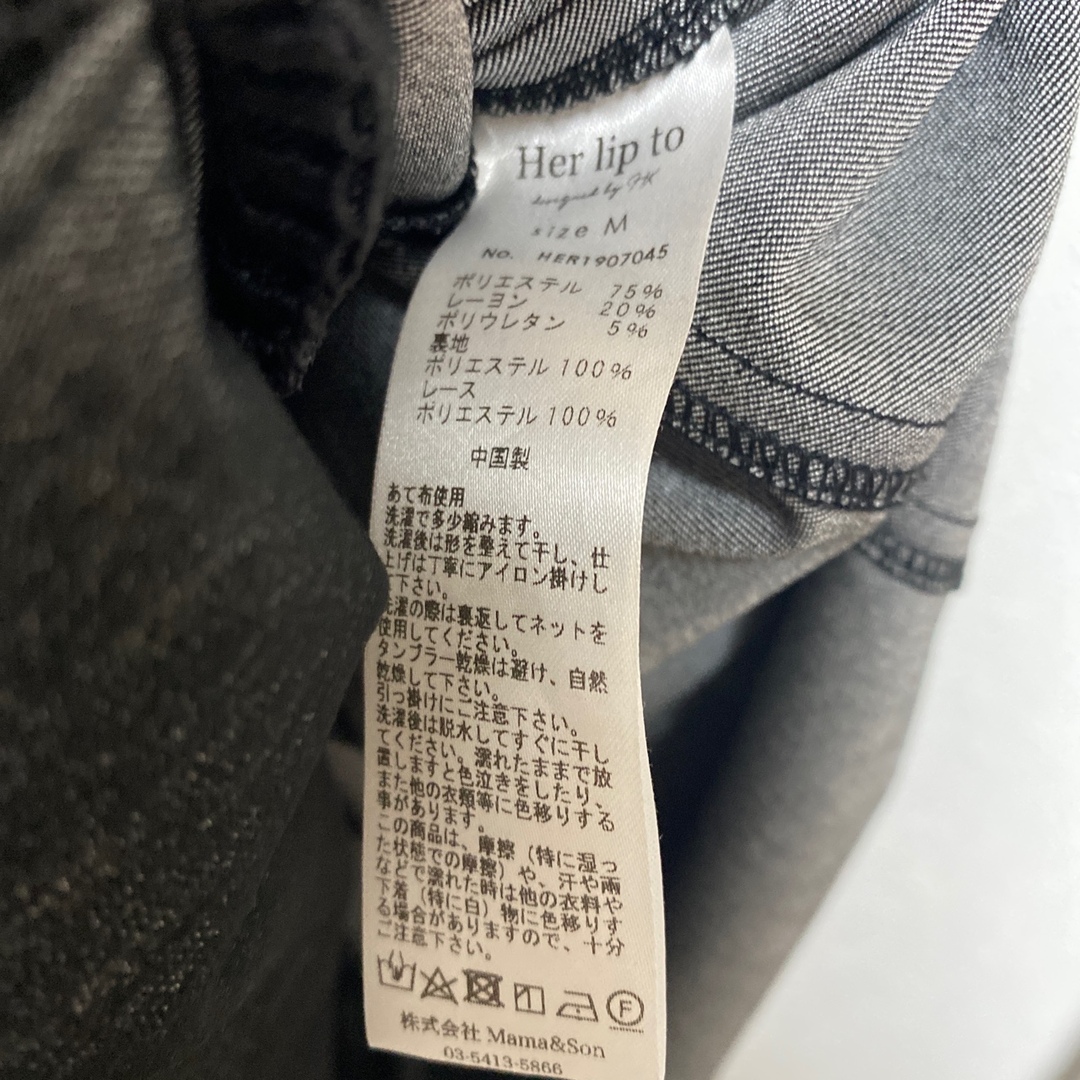 Her lip to
designed by HK
size M
NO. HER1907045
ポリエステル 75%
レーヨン 20%
ポリウレタン 5%
裏地
ポリエステル 100%
レース
ポリエステル 100%
中国製
あて布使用
洗濯で多少縮みます。
洗濯後は形を整えて干し、仕
上げは丁寧にアイロン掛けし
て下さい。
洗濯の際は裏返してネットを
使用してください。
タンブラー乾燥は避け、自然
乾燥して下さい。
引っ掛けにご注意下さい。
洗濯後は脱水してすぐに干し
てください。濡れたままで放
置しますと色泣きをしたり、
また他の衣類等に色移りする
事があります。
この商品は、摩擦（特に湿っ
た状態での摩擦）や、汗や雨
などで濡れた時は他の衣料や
下着（特に白）物に色移りす
る場合がありますので、十分
ご注意下さい。
F
株式会社 Mama&Son
03-5413-5866